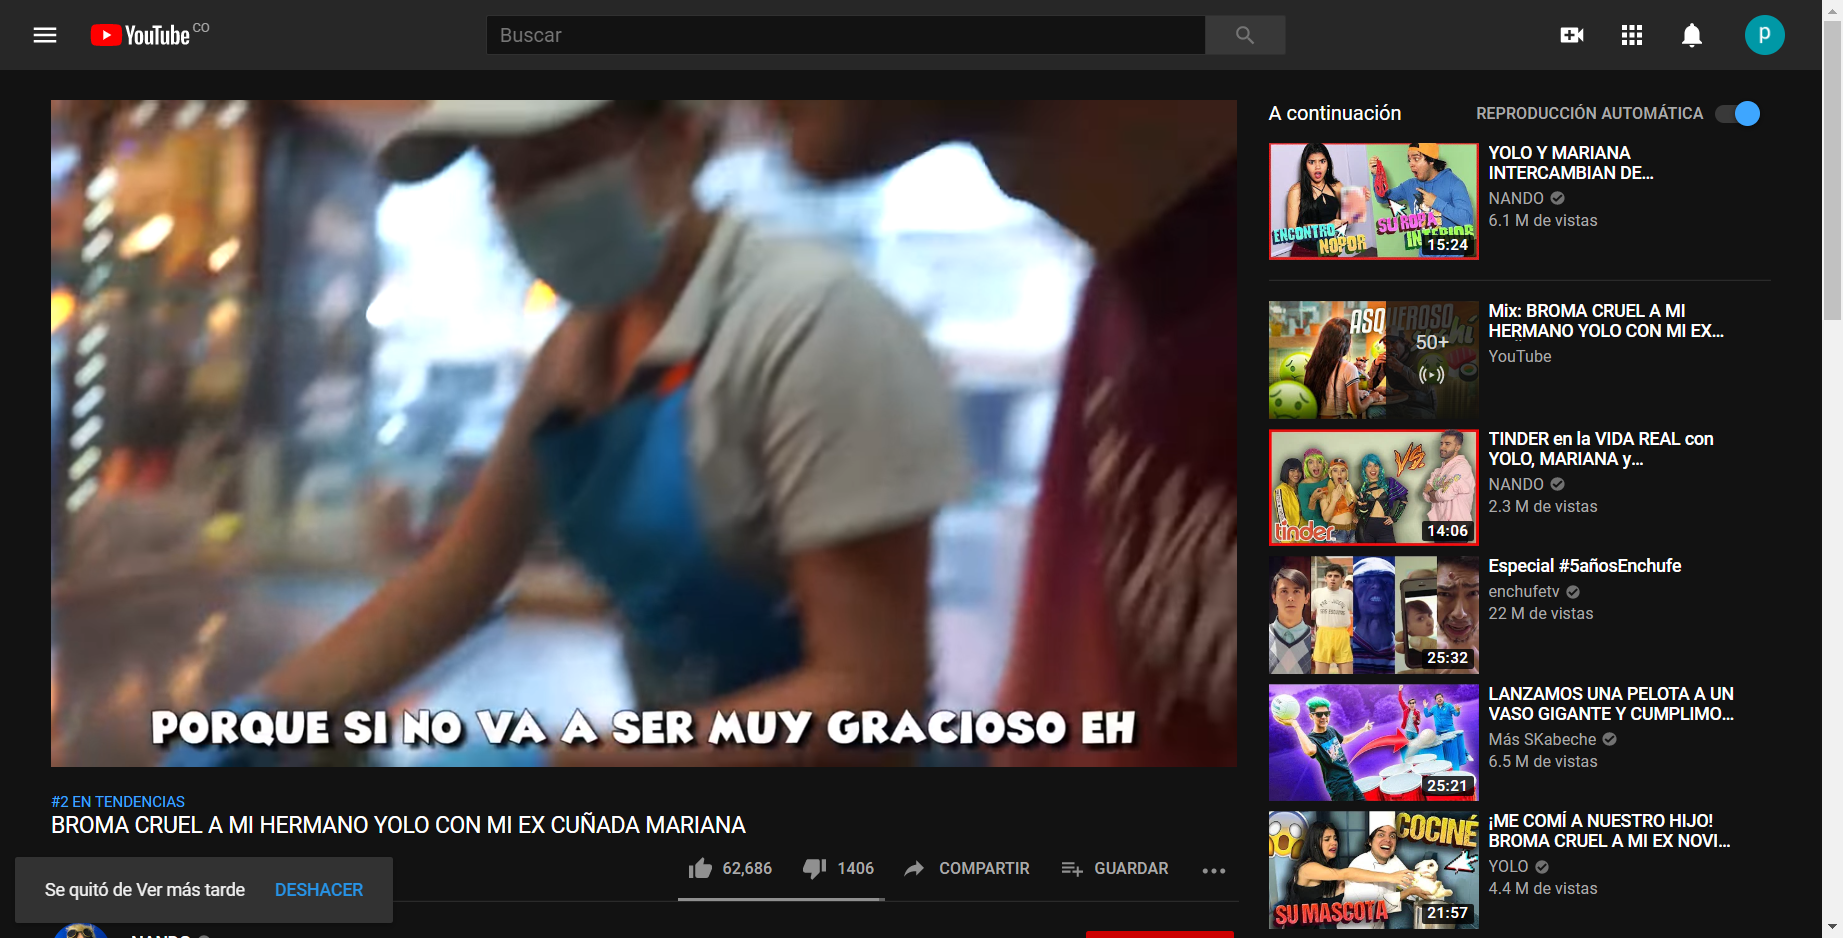 YouTube CO
Buscar
p
PORQUE SI NO VA A SER MUY GRACIOSO EH
#2 EN TENDENCIAS
BROMA CRUEL A MI HERMANO YOLO CON MI EX CUÑADA MARIANA
62,686
1406
COMPARTIR
GUARDAR
Se quitó de Ver más tarde
DESHACER
NANDO
A continuación
REPRODUCCIÓN AUTOMÁTICA
ENCONTRO
NOPOR
SU ROPA
INTERIOR
15:24
YOLO Y MARIANA
INTERCAMBIAN DE...
NANDO
6.1 M de vistas
ASQUEROSO
50+
Mix: BROMA CRUEL A MI
HERMANO YOLO CON MI EX...
YouTube
VS.
tinder
14:06
TINDER en la VIDA REAL con
YOLO, MARIANA y...
NANDO
2.3 M de vistas
25:32
Especial #5añosEnchufe
enchufetv
22 M de vistas
25:21
LANZAMOS UNA PELOTA A UN
VASO GIGANTE Y CUMPLIMO...
Más SKabeche
6.5 M de vistas
COCINÉ
SU MASCOTA
21:57
¡ME COMÍ A NUESTRO HIJO!
BROMA CRUEL A MI EX NOVI...
YOLO
4.4 M de vistas